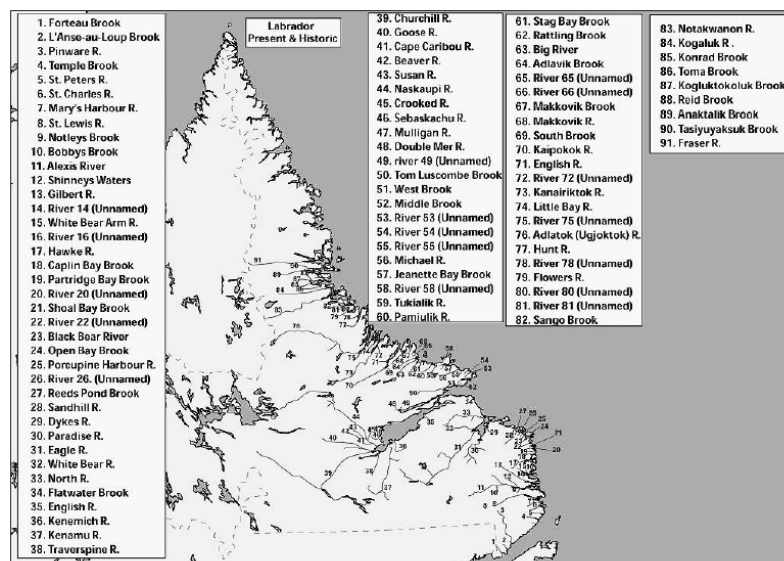 Labrador
Present & Historic
1. Forteau Brook
2. L'Anse-au-Loup Brook
3. Pinware R.
4. Temple Brook
5. St. Peters R.
6. St. Charles R.
7. Mary's Harbour R.
8. St. Lewis R.
9. Notleys Brook
10. Bobbys Brook
11. Alexis River
12. Shinneys Waters
13. Gilbert R.
14. River 14 (Unnamed)
15. White Bear Arm R.
16. River 16 (Unnamed)
17. Hawke R.
18. Caplin Bay Brook
19. Partridge Bay Brook
20. River 20 (Unnamed)
21. Shoal Bay Brook
22. River 22 (Unnamed)
23. Black Bear River
24. Open Bay Brook
25. Porcupine Harbour R.
26. River 26. (Unnamed)
27. Reeds Pond Brook
28. Sandhill R.
29. Dykes R.
30. Paradise R.
31. Eagle R.
32. White Bear R.
33. North R.
34. Flatwater Brook
35. English R.
36. Kenemich R.
37. Kenamu R.
38. Traverspine R.
39. Churchill R.
40. Goose R.
41. Cape Caribou R.
42. Beaver R.
43. Susan R.
44. Naskaupi R.
45. Crooked R.
46. Sebaskachu R.
47. Mulligan R.
48. Double Mer R.
49. river 49 (Unnamed)
50. Tom Luscombe Brook
51. West Brook
52. Middle Brook
53. River 53 (Unnamed)
54. River 54 (Unnamed)
55. River 55 (Unnamed)
56. Michael R.
57. Jeanette Bay Brook
58. River 58 (Unnamed)
59. Tukialik R.
60. Pamiulik R.
61. Stag Bay Brook
62. Rattling Brook
63. Big River
64. Adlavik Brook
65. River 65 (Unnamed)
66. River 66 (Unnamed)
67. Makkovik Brook
68. Makkovik R.
69. South Brook
70. Kaipokok R.
71. English R.
72. River 72 (Unnamed)
73. Kanairiktok R.
74. Little Bay R.
75. River 75 (Unnamed)
76. Adlatok (Ugjoktok) R.
77. Hunt R.
78. River 78 (Unnamed)
79. Flowers R.
80. River 80 (Unnamed)
81. River 81 (Unnamed)
82. Sango Brook
83. Notakwanon R.
84. Kogaluk R .
85. Konrad Brook
86. Toma Brook
87. Kogluktokoluk Brook
88. Reid Brook
89. Anaktalik Brook
90. Tasiyuyaksuk Brook
91. Fraser R.